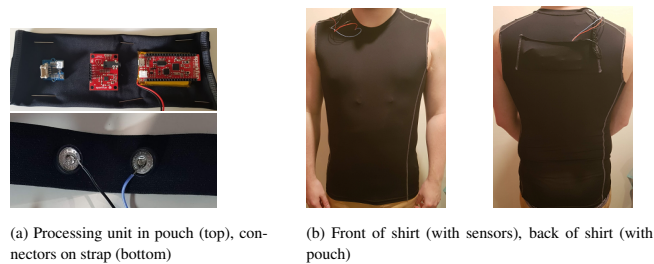 (a) Processing unit in pouch (top), con-
nectors on strap (bottom)
(b) Front of shirt (with sensors), back of shirt (with
pouch)